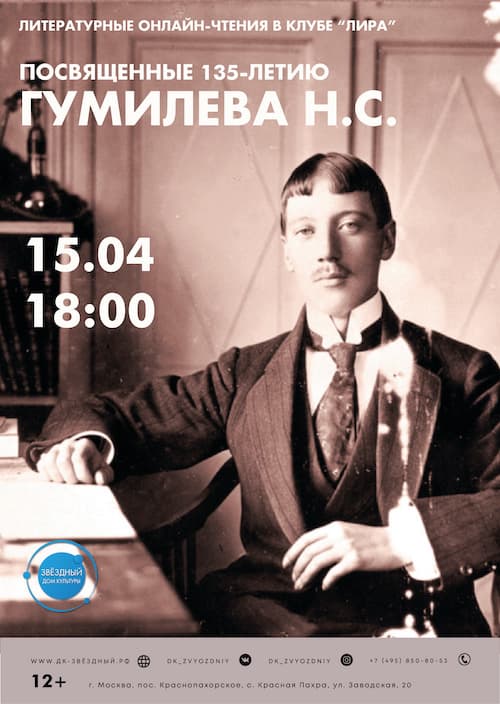 ЛИТЕРАТУРНЫЕ ОНЛАЙН-ЧТЕНИЯ В КЛУБЕ “ЛИРА”
ПОСВЯЩЕННЫЕ 135-ЛЕТИЮ
ГУМИЛЕВА Н.С.
15.04
18:00
ЗВЁЗДНЫЙ
ДОМ КУЛЬТУРЫ
WWW.ДК-ЗВЁЗДНЫЙ.РФ DK_ZVYOZDNIY DK_ZVYOZDNIY +7 (495) 850-80-53
12+ г. Москва, пос. Краснопахорское, с. Красная Пахра, ул. Заводская, 20